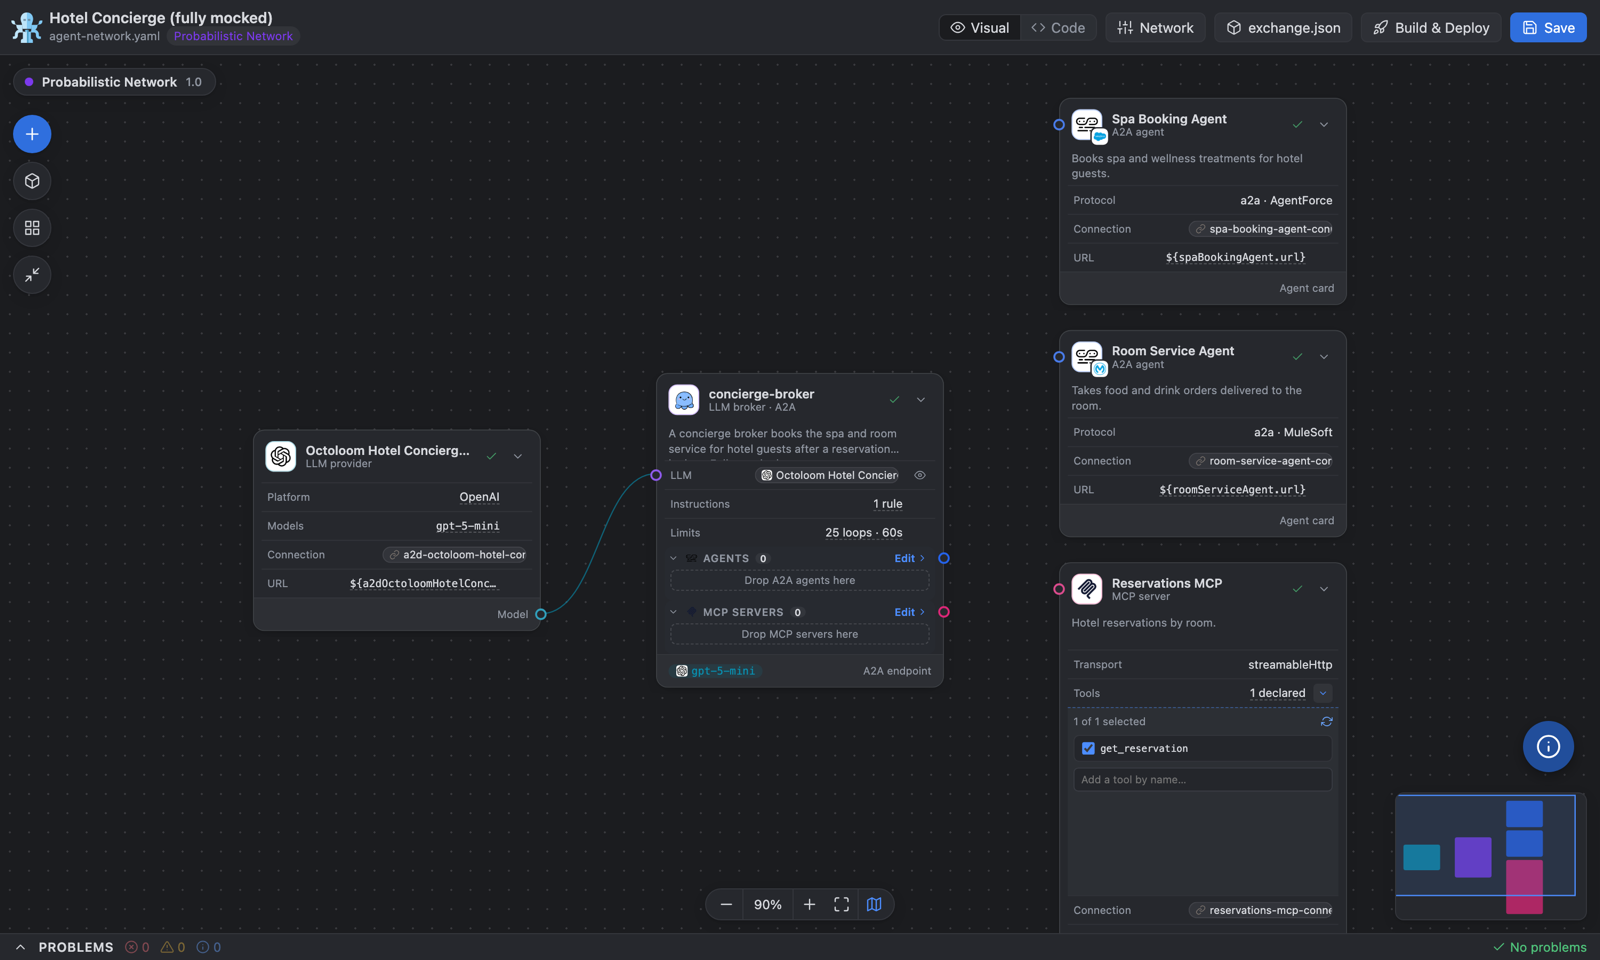 Hotel Concierge (fully mocked)
agent-network.yaml Probabilistic Network
Visual Code Network exchange.json Build & Deploy Save
Probabilistic Network 1.0
Octoloom Hotel Concierg...
LLM provider
Platform OpenAI
Models gpt-5-mini
Connection a2d-octoloom-hotel-cor
URL ${a2dOctoloomHotelConc…
Model
concierge-broker
LLM broker · A2A
A concierge broker books the spa and room
service for hotel guests after a reservation...
LLM Octoloom Hotel Concier
Instructions 1 rule
Limits 25 loops · 60s
AGENTS 0 Edit
Drop A2A agents here
MCP SERVERS 0 Edit
Drop MCP servers here
gpt-5-mini A2A endpoint
Spa Booking Agent
A2A agent
Books spa and wellness treatments for hotel
guests.
Protocol a2a · AgentForce
Connection spa-booking-agent-con
URL ${spaBookingAgent.url}
Agent card
Room Service Agent
A2A agent
Takes food and drink orders delivered to the
room.
Protocol a2a · MuleSoft
Connection room-service-agent-cor
URL ${roomServiceAgent.url}
Agent card
Reservations MCP
MCP server
Hotel reservations by room.
Transport streamableHttp
Tools 1 declared
1 of 1 selected
get_reservation
Add a tool by name...
Connection reservations-mcp-conne
90%
PROBLEMS 0 0 0
No problems